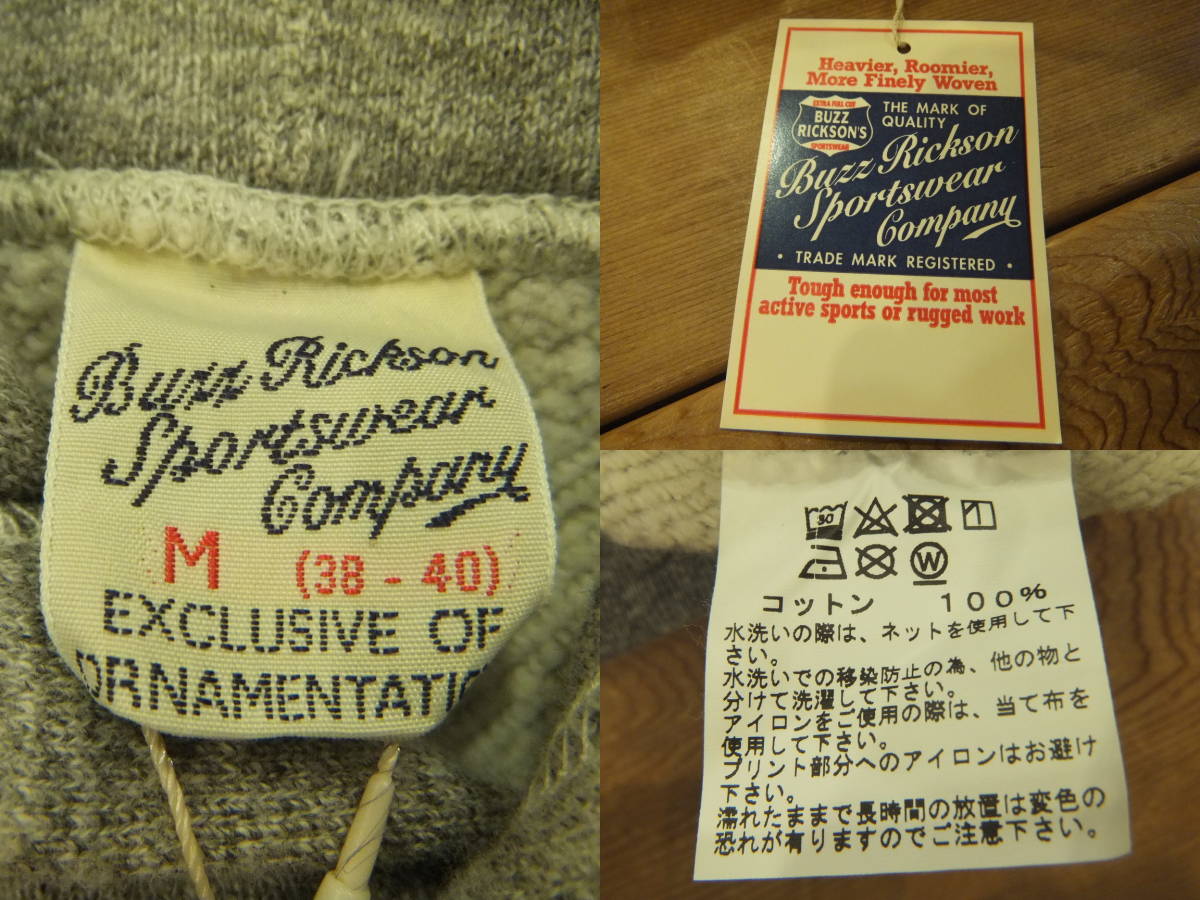 Buzz Rickson
Sportswear
Company
M (38 - 40)
EXCLUSIVE OF
ORNAMENTATIO
Heavier, Roomier,
More Finely Woven
EXTRA FULL CUT
BUZZ
RICKSON'S
SPORTSWEAR
THE MARK OF
QUALITY
Buzz Rickson
Sportswear
Company
• TRADE MARK REGISTERED •
Tough enough for most
active sports or rugged work
30
W
コットン 100%
水洗いの際は、ネットを使用して下
さい。
水洗いでの移染防止の為、他の物と
分けて洗濯して下さい。
アイロンをご使用の際は、当て布を
使用して下さい。
プリント部分へのアイロンはお避け
下さい。
濡れたままで長時間の放置は変色の
恐れが有りますのでご注意下さい。